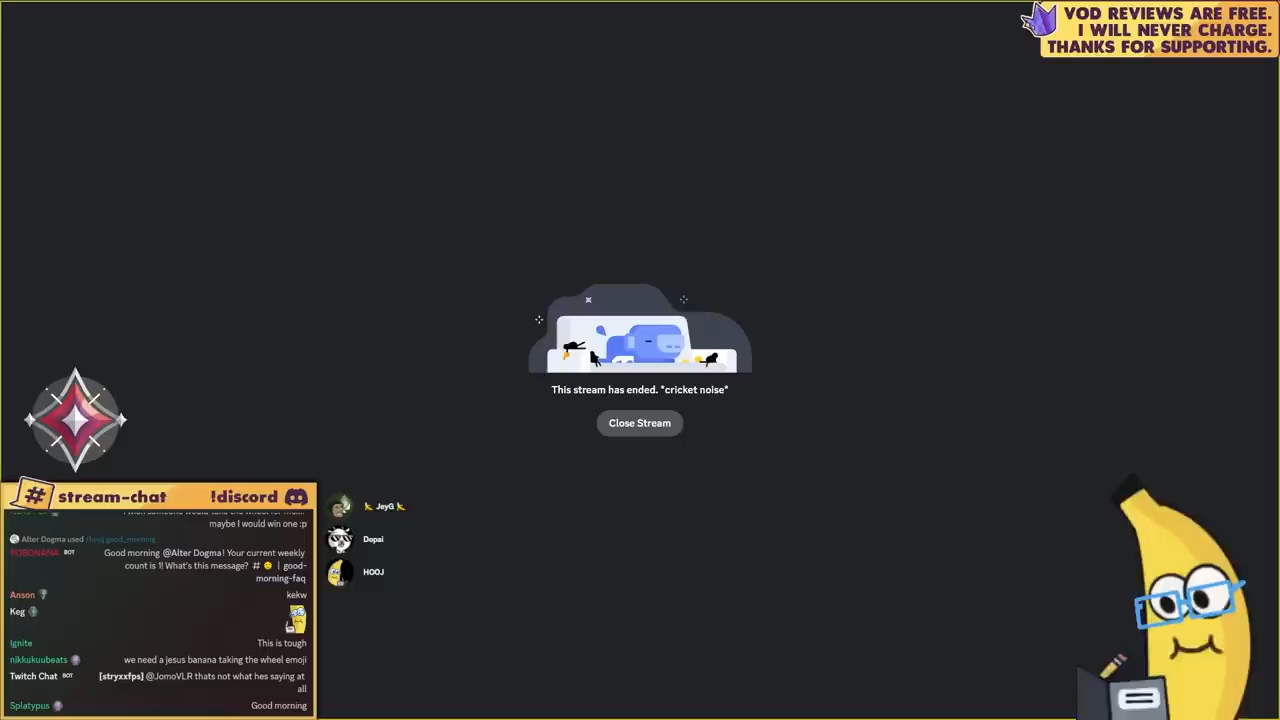 VOD REVIEWS ARE FREE.
I WILL NEVER CHARGE.
THANKS FOR SUPPORTING.
This stream has ended. *cricket noise*
Close Stream
# stream-chat !discord
maybe I would win one :p
Alter Dogma used /hooj good_morning
ROBONANA BOT Good morning @Alter Dogma! Your current weekly
count is 1! What's this message? # | good-
morning-faq
Anson kekw
Keg
Ignite This is tough
nikkukuubeats we need a jesus banana taking the wheel emoji
Twitch Chat BOT [stryxxfps] @JomoVLR thats not what hes saying at
all
Splatypus Good morning
JeyG
Dopai
HOOJ